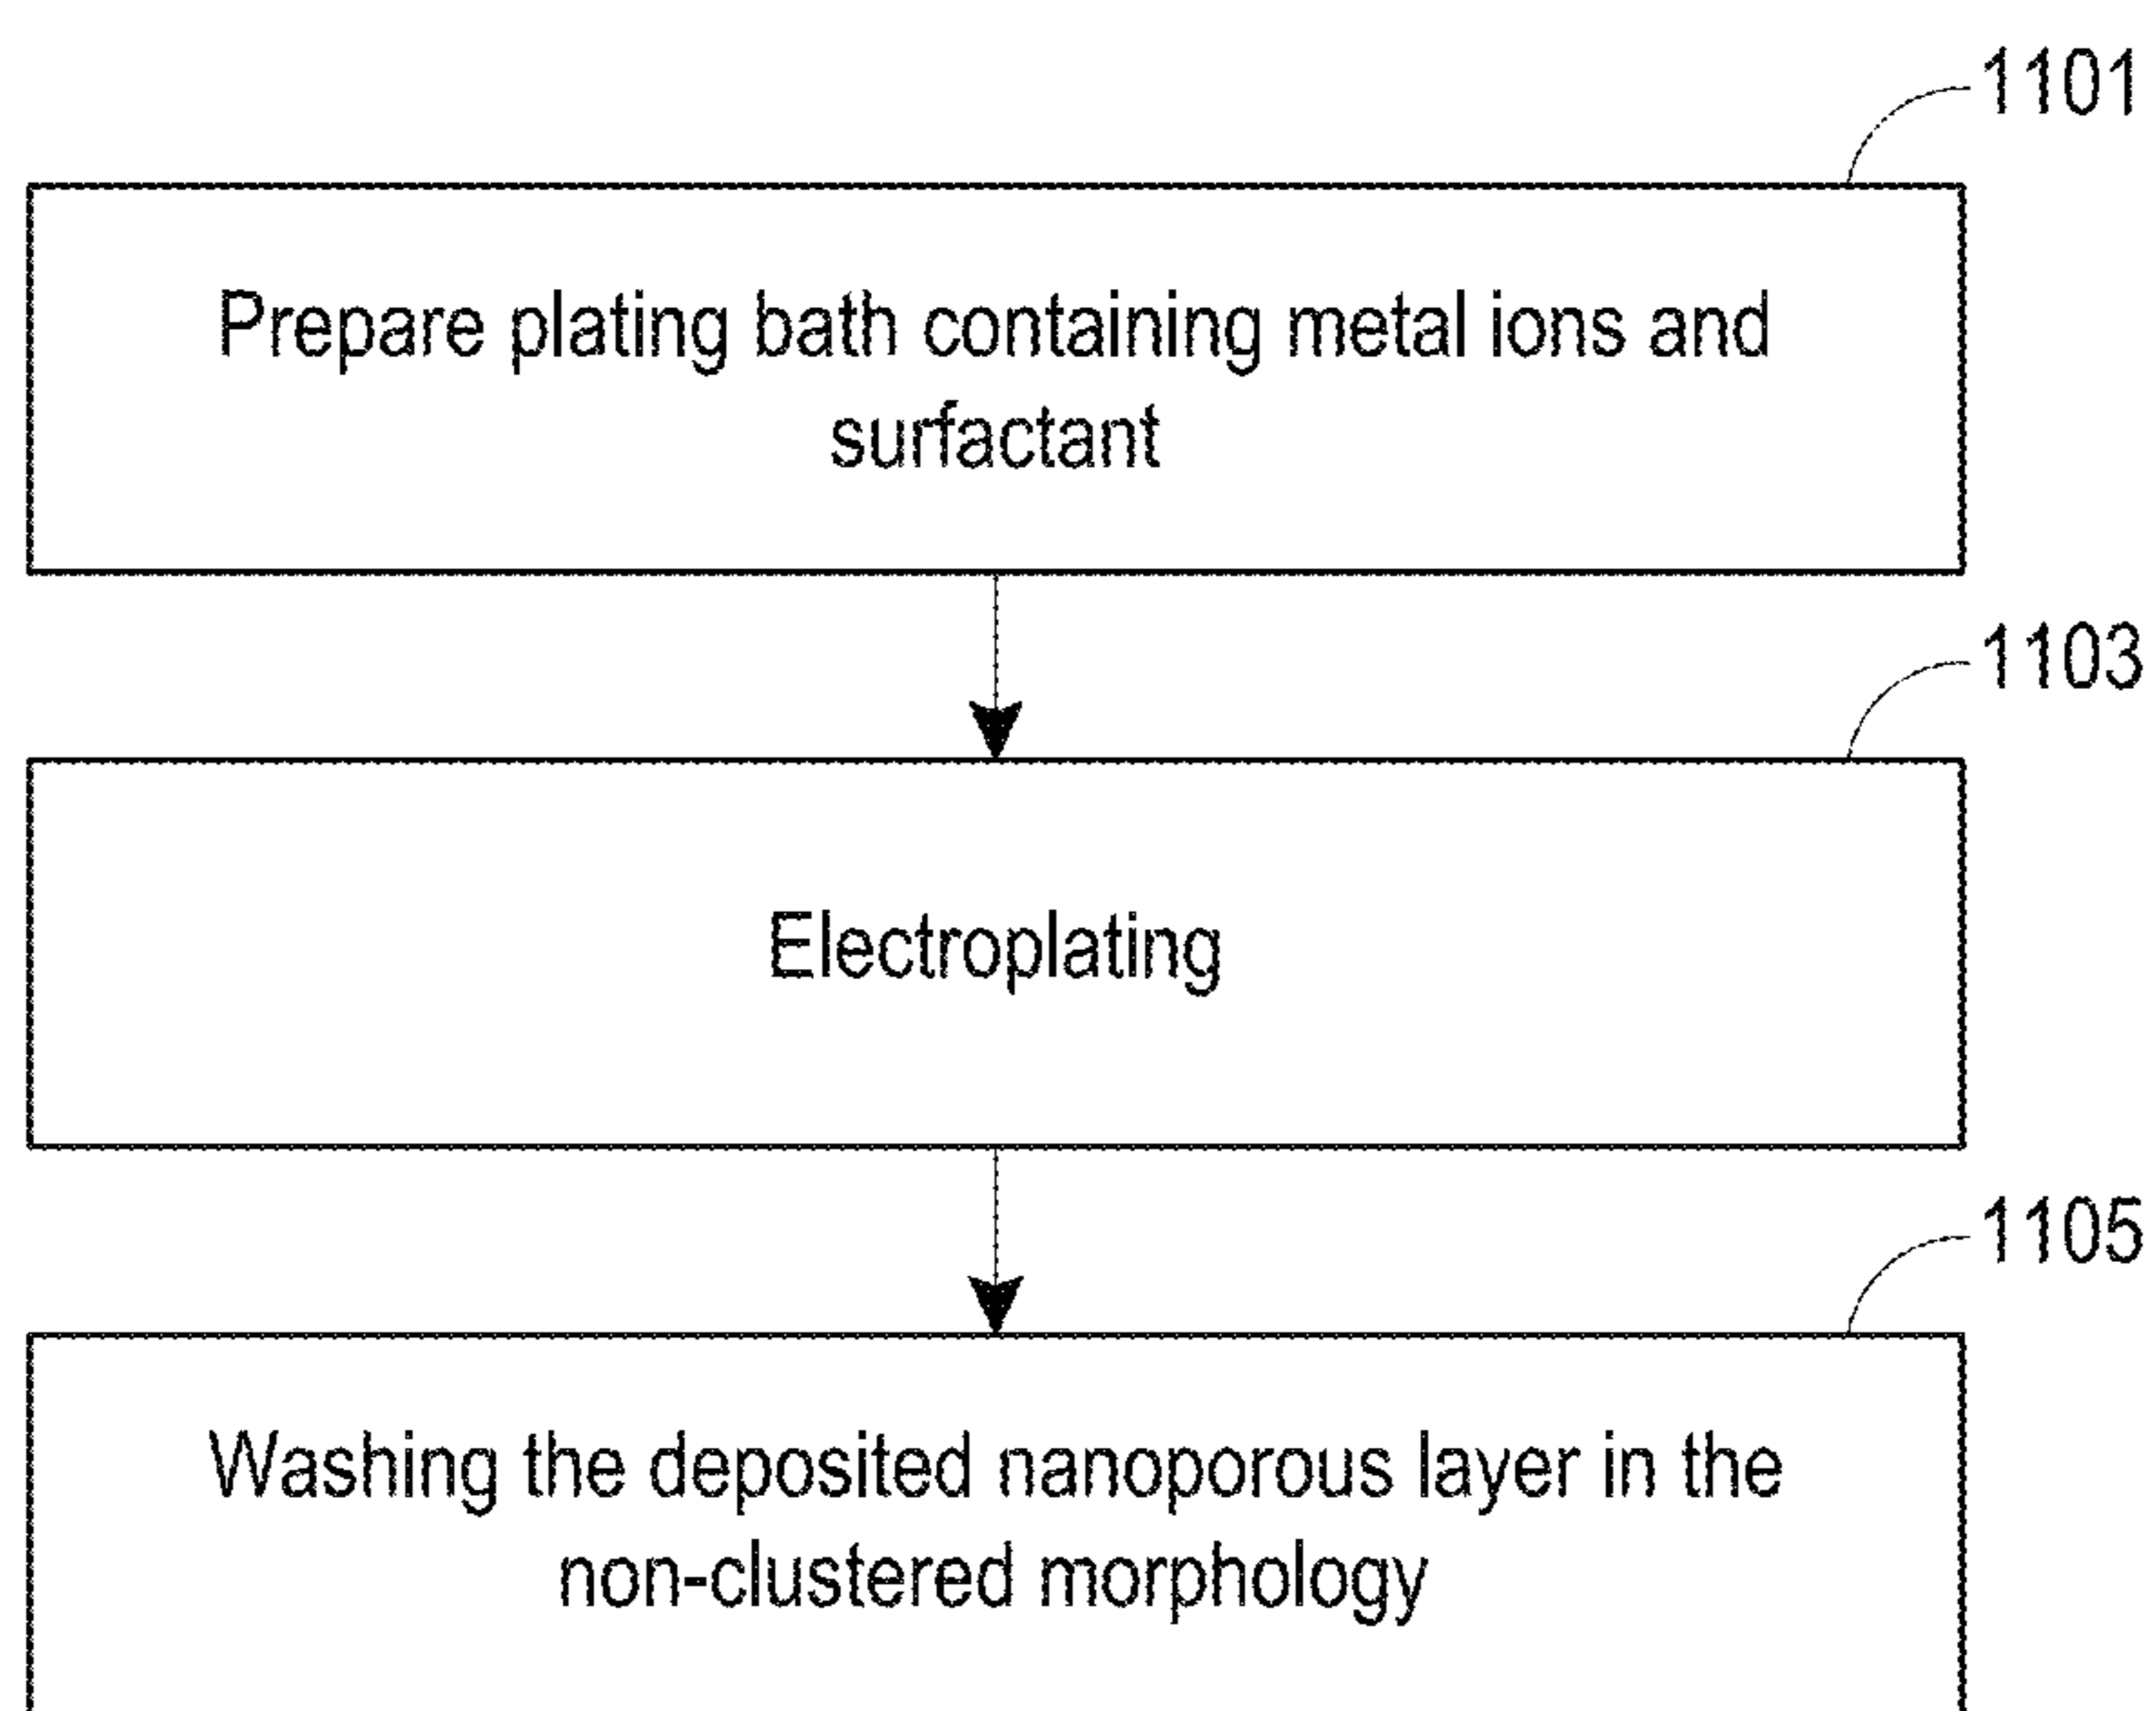 1101
Prepare plating bath containing metal ions and
surfactant
1103
Electroplating
1105
Washing the deposited nanoporous layer in the
non-clustered morphology